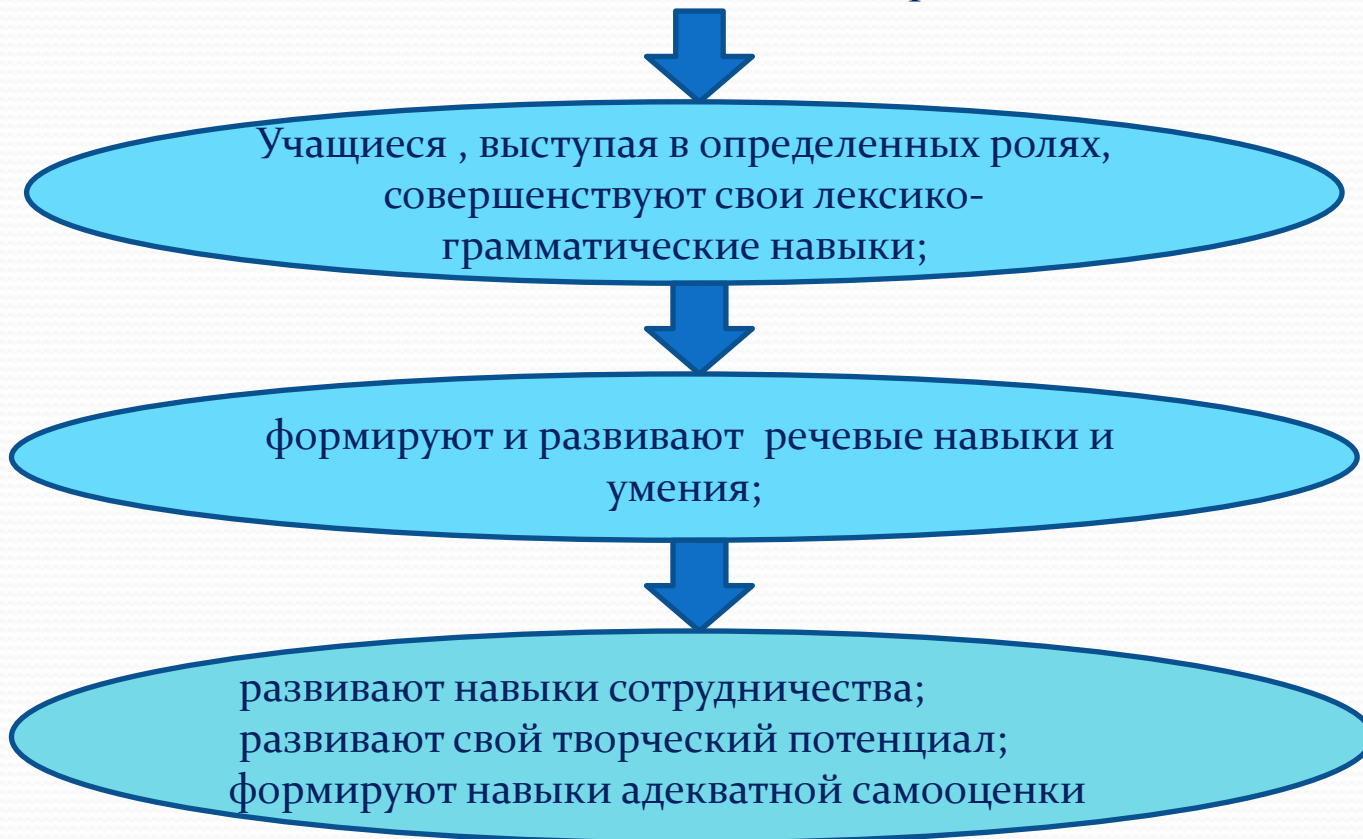 Учащиеся , выступая в определенных ролях,
совершенствуют свои лексико-
грамматические навыки;
формируют и развивают речевые навыки и
умения;
развивают навыки сотрудничества;
развивают свой творческий потенциал;
формируют навыки адекватной самооценки